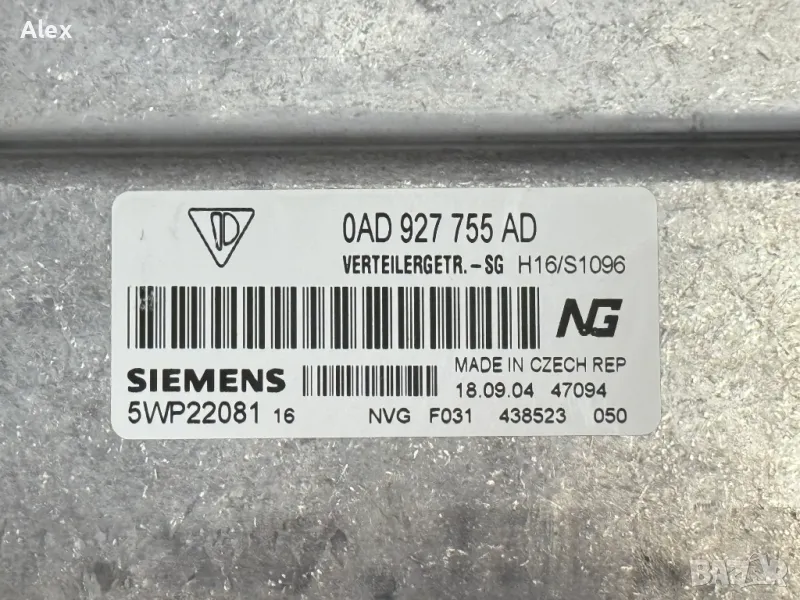 Alex
0AD 927 755 AD
VERTEILERGETR.-SG H16/S1096
NG
MADE IN CZECH REP
SIEMENS 18.09.04 47094
5WP22081 16 NVG F031 438523 050